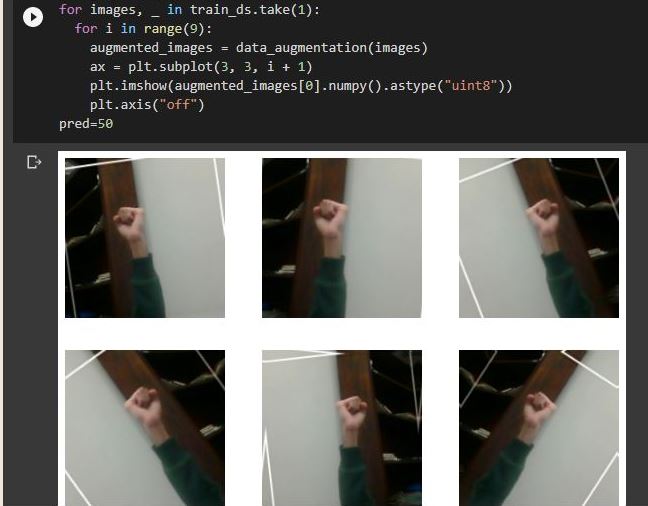 for images, _ in train_ds.take(1):
  for i in range(9):
    augmented_images = data_augmentation(images)
    ax = plt.subplot(3, 3, i + 1)
    plt.imshow(augmented_images[0].numpy().astype("uint8"))
    plt.axis("off")
pred=50